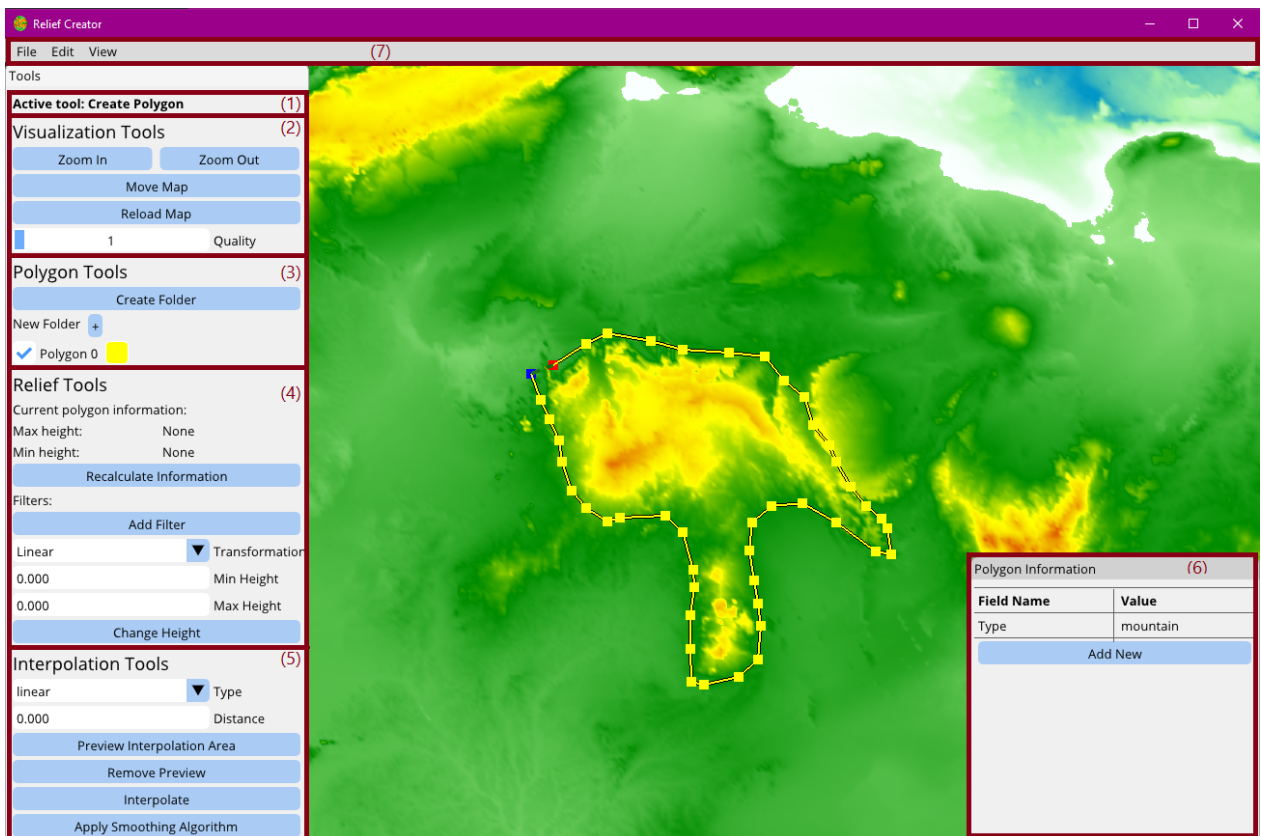 Relief Creator
File Edit View (7)
Tools
Active tool: Create Polygon (1)
Visualization Tools (2)
Zoom In Zoom Out
Move Map
Reload Map
1 Quality
Polygon Tools (3)
Create Folder
New Folder +
Polygon 0
Relief Tools (4)
Current polygon information:
Max height: None
Min height: None
Recalculate Information
Filters:
Add Filter
Linear Transformation
0.000 Min Height
0.000 Max Height
Change Height
Interpolation Tools (5)
linear Type
0.000 Distance
Preview Interpolation Area
Remove Preview
Interpolate
Apply Smoothing Algorithm
Polygon Information (6)
Field Name Value
Type mountain
Add New